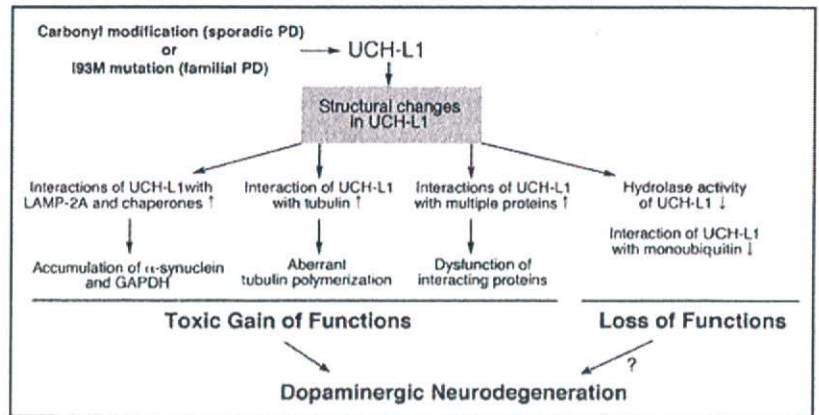 Carbonyl modification (sporadic PD)
or
I93M mutation (familial PD)
UCH-L1
Structural changes
in UCH-L1
Interactions of UCH-L1with
LAMP-2A and chaperones ↑
Interaction of UCH-L1
with tubulin ↑
Interactions of UCH-L1
with multiple proteins ↑
Hydrolase activity
of UCH-L1 ↓
Interaction of UCH-L1
with monoubiquitin ↓
Accumulation of α-synuclein
and GAPDH
Aberrant
tubulin polymerization
Dysfunction of
interacting proteins
Toxic Gain of Functions
Loss of Functions
?
Dopaminergic Neurodegeneration